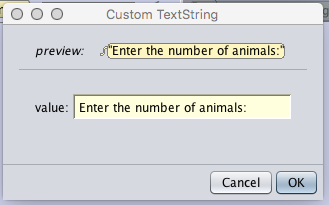 Custom TextString
preview: "Enter the number of animals:"
value: Enter the number of animals:
Cancel OK